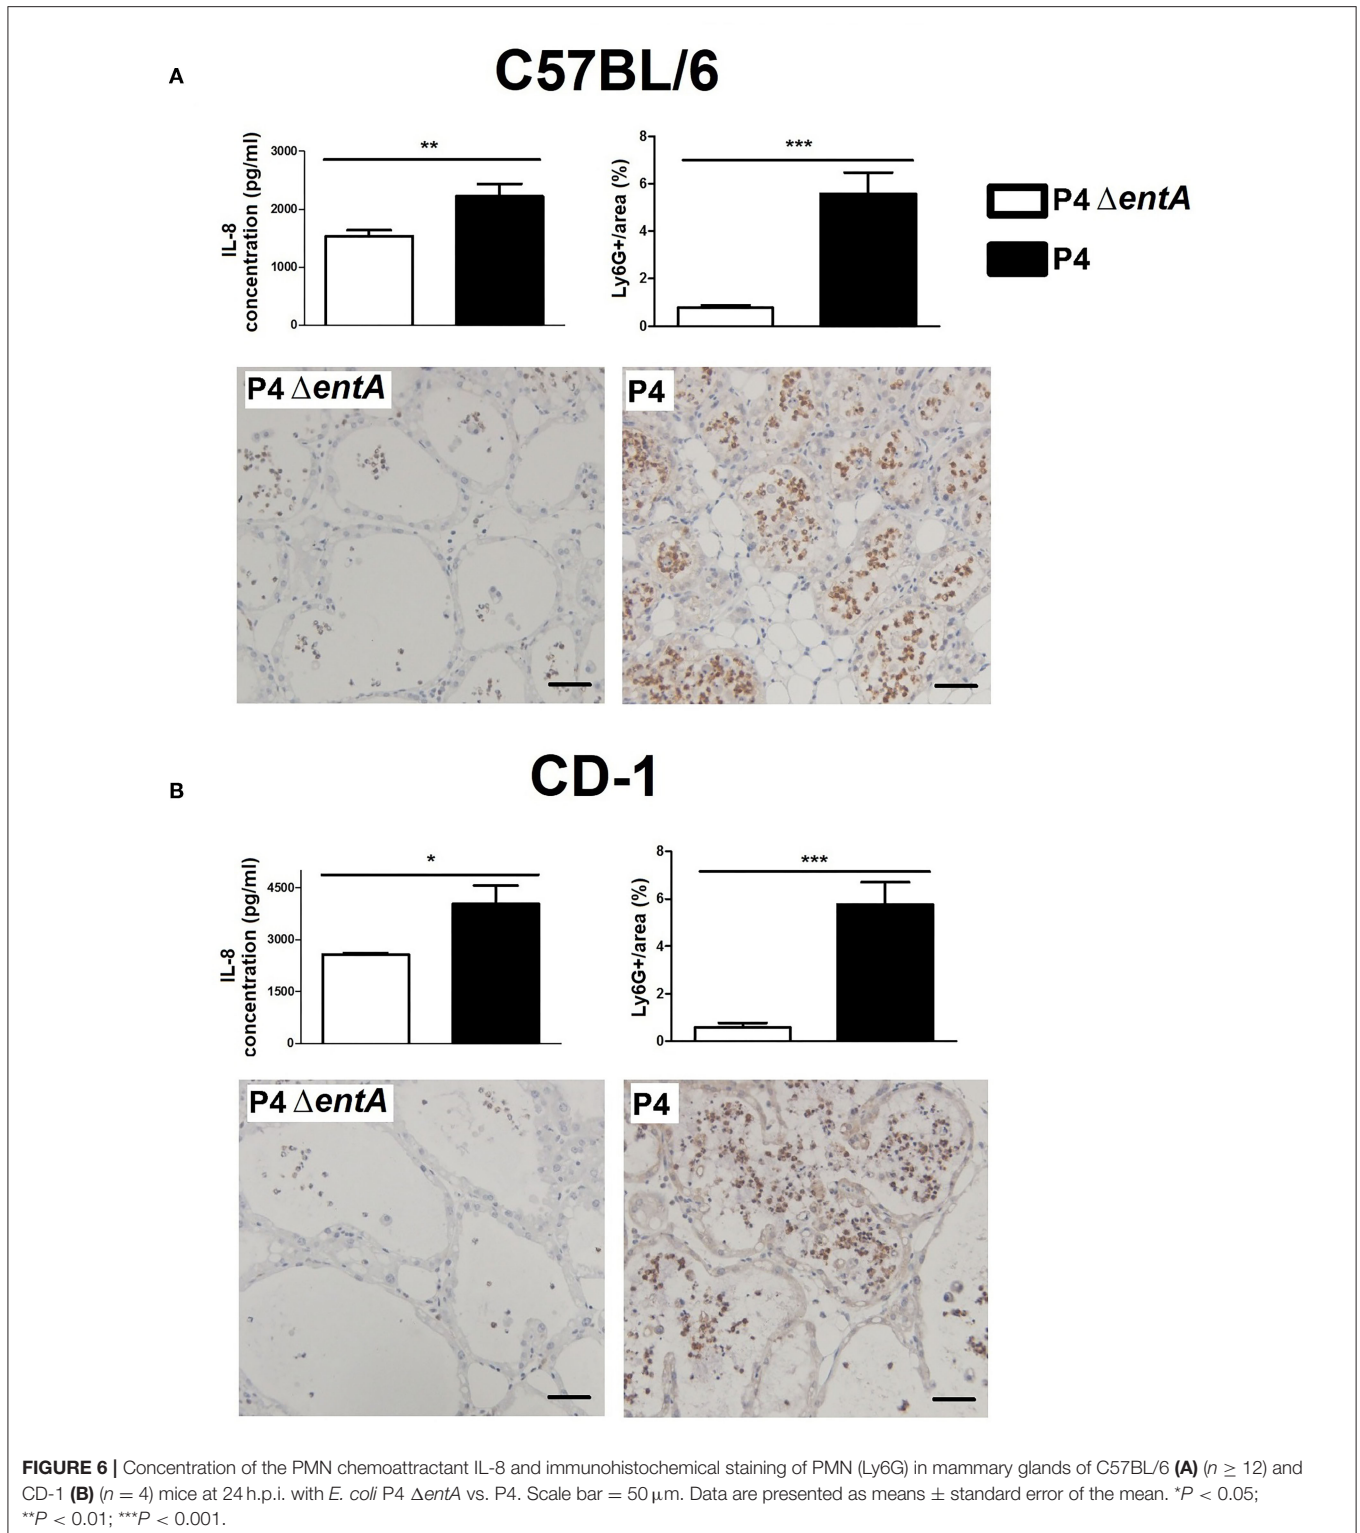 A
C57BL/6
IL-8
concentration (pg/ml)
3000
2000
1000
0
**
Ly6G+/area (%)
8
6
4
2
0
***
P4 ΔentA
P4
P4 ΔentA
P4
B
CD-1
IL-8
concentration (pg/ml)
4500
3000
1500
0
*
Ly6G+/area (%)
8
6
4
2
0
***
P4 ΔentA
P4
FIGURE 6 | Concentration of the PMN chemoattractant IL-8 and immunohistochemical staining of PMN (Ly6G) in mammary glands of C57BL/6 (A) (n ≥ 12) and
CD-1 (B) (n = 4) mice at 24 h.p.i. with E. coli P4 ΔentA vs. P4. Scale bar = 50 μm. Data are presented as means ± standard error of the mean. *P < 0.05;
**P < 0.01; ***P < 0.001.